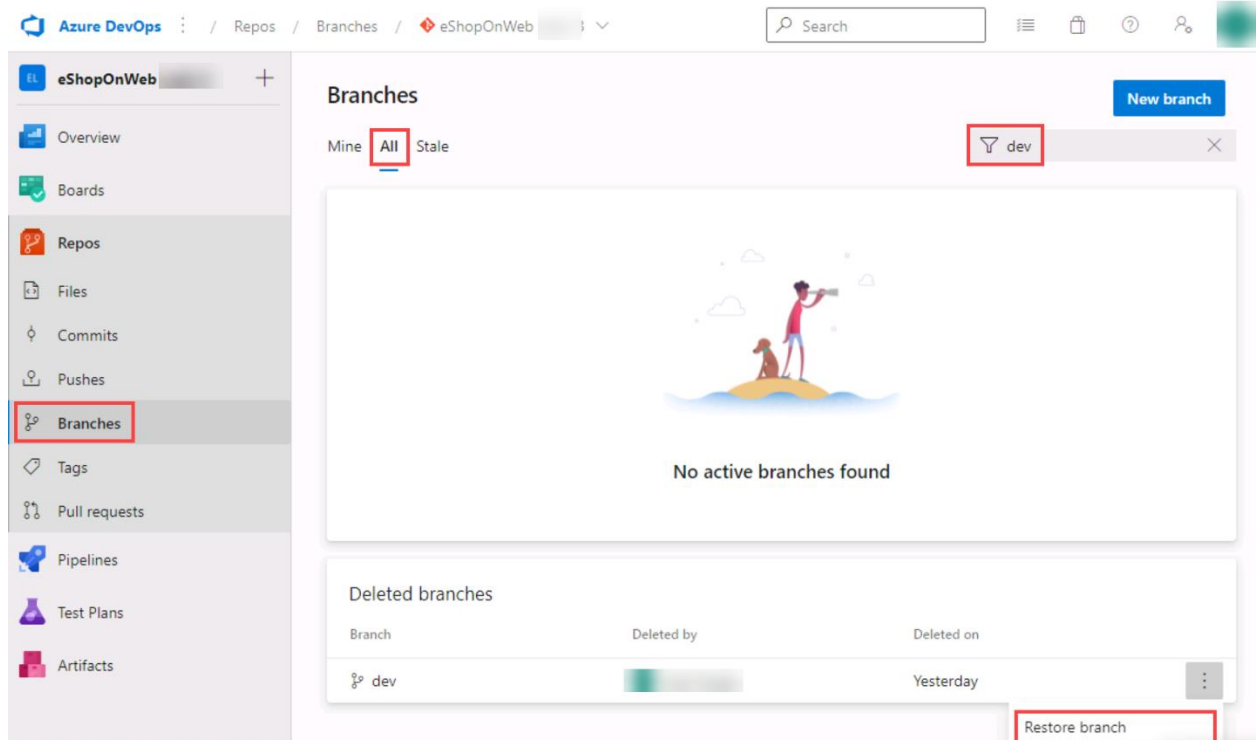 Azure DevOps / Repos / Branches / eShopOnWeb Search
EL eShopOnWeb
Overview
Boards
Repos
Files
Commits
Pushes
Branches
Tags
Pull requests
Pipelines
Test Plans
Artifacts
Branches
New branch
Mine All Stale
dev
No active branches found
Deleted branches
Branch Deleted by Deleted on
dev Yesterday
Restore branch